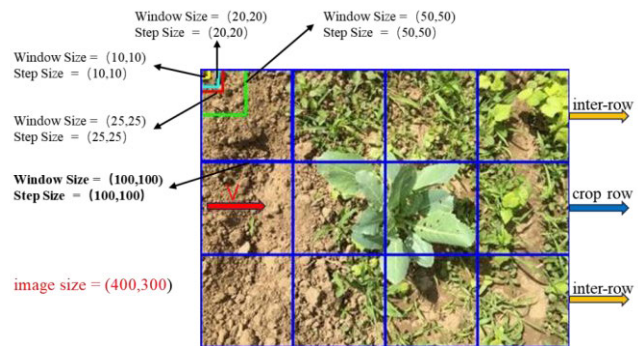 Window Size = (20,20)
Step Size = (20,20)
Window Size = (50,50)
Step Size = (50,50)
Window Size = (10,10)
Step Size = (10,10)
Window Size = (25,25)
Step Size = (25,25)
Window Size = (100,100)
Step Size = (100,100)
V
image size = (400,300)
inter-row
crop row
inter-row